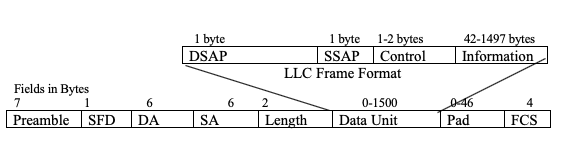 1 byte 1 byte 1-2 bytes 42-1497 bytes
DSAP SSAP Control Information
LLC Frame Format
Fields in Bytes
7 1 6 6 2 0-1500 0-46 4
Preamble SFD DA SA Length Data Unit Pad FCS